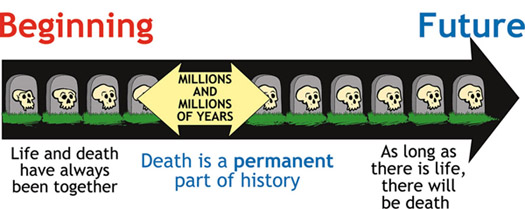 Beginning
Future
MILLIONS
AND
MILLIONS
OF YEARS
Life and death
have always
been together
Death is a permanent
part of history
As long as
there is life,
there will
be death